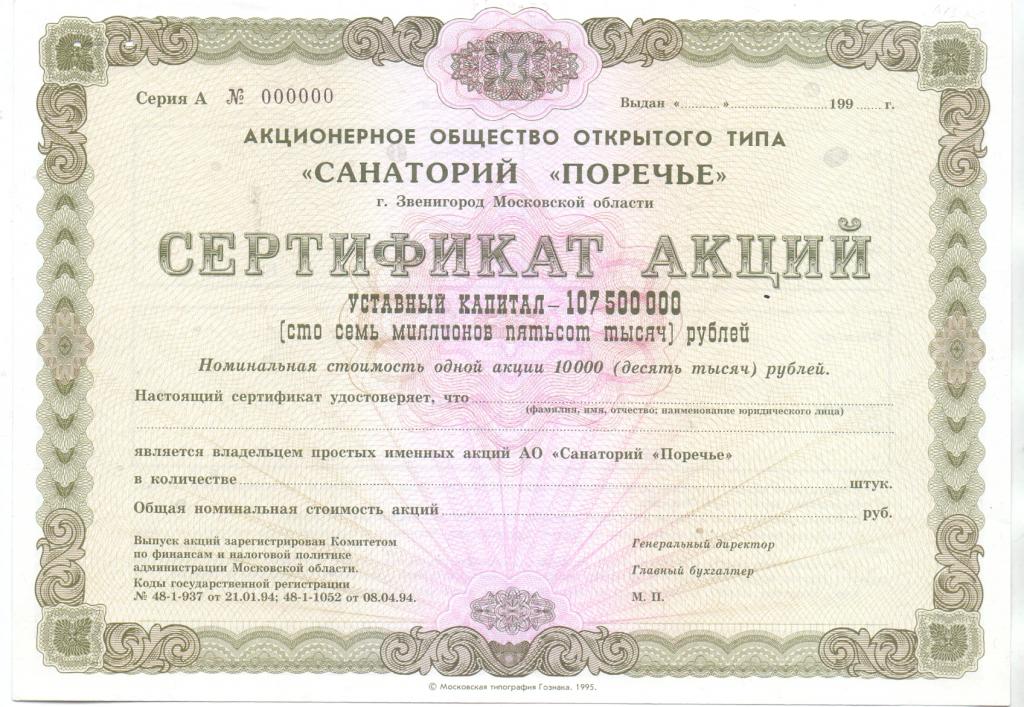 Серия А № 000000
Выдан «..........» ..........................199......г.
АКЦИОНЕРНОЕ ОБЩЕСТВО ОТКРЫТОГО ТИПА
«САНАТОРИЙ «ПОРЕЧЬЕ»
г. Звенигород Московской области
СЕРТИФИКАТ АКЦИЙ
УСТАВНЫЙ КАПИТАЛ – 107 500 000
(сто семь миллионов пятьсот тысяч) рублей
Номинальная стоимость одной акции 10000 (десять тысяч) рублей.
Настоящий сертификат удостоверяет, что
(фамилия, имя, отчество; наименование юридического лица)
является владельцем простых именных акций АО «Санаторий «Поречье»
в количестве штук.
Общая номинальная стоимость акций руб.
Выпуск акций зарегистрирован Комитетом
по финансам и налоговой политике
администрации Московской области.
Коды государственной регистрации
№ 48-1-937 от 21.01.94; 48-1-1052 от 08.04.94.
Генеральный директор
Главный бухгалтер
М. П.
© Московская типография Гознака. 1995.